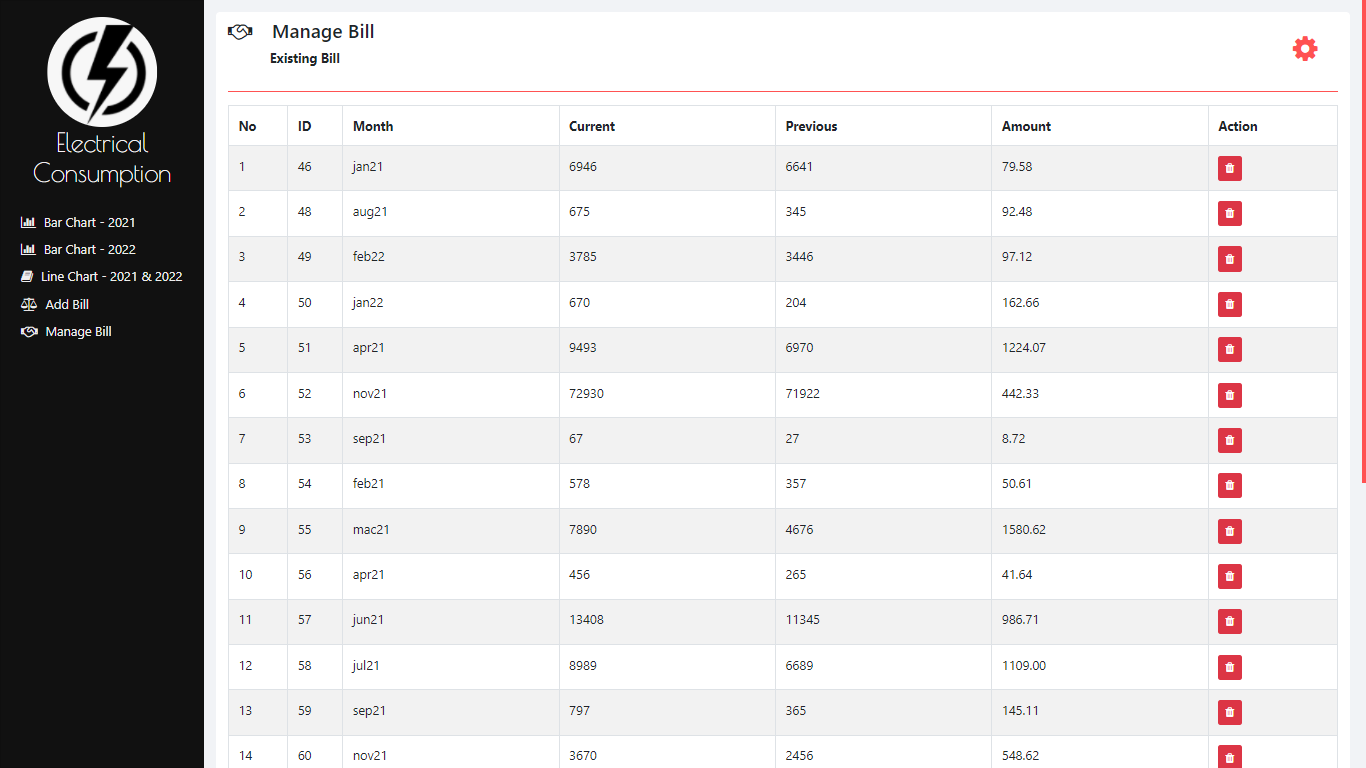 Electrical
Consumption
Bar Chart - 2021
Bar Chart - 2022
Line Chart - 2021 & 2022
Add Bill
Manage Bill
Manage Bill
Existing Bill
No ID Month Current Previous Amount Action
1 46 jan21 6946 6641 79.58
2 48 aug21 675 345 92.48
3 49 feb22 3785 3446 97.12
4 50 jan22 670 204 162.66
5 51 apr21 9493 6970 1224.07
6 52 nov21 72930 71922 442.33
7 53 sep21 67 27 8.72
8 54 feb21 578 357 50.61
9 55 mac21 7890 4676 1580.62
10 56 apr21 456 265 41.64
11 57 jun21 13408 11345 986.71
12 58 jul21 8989 6689 1109.00
13 59 sep21 797 365 145.11
14 60 nov21 3670 2456 548.62